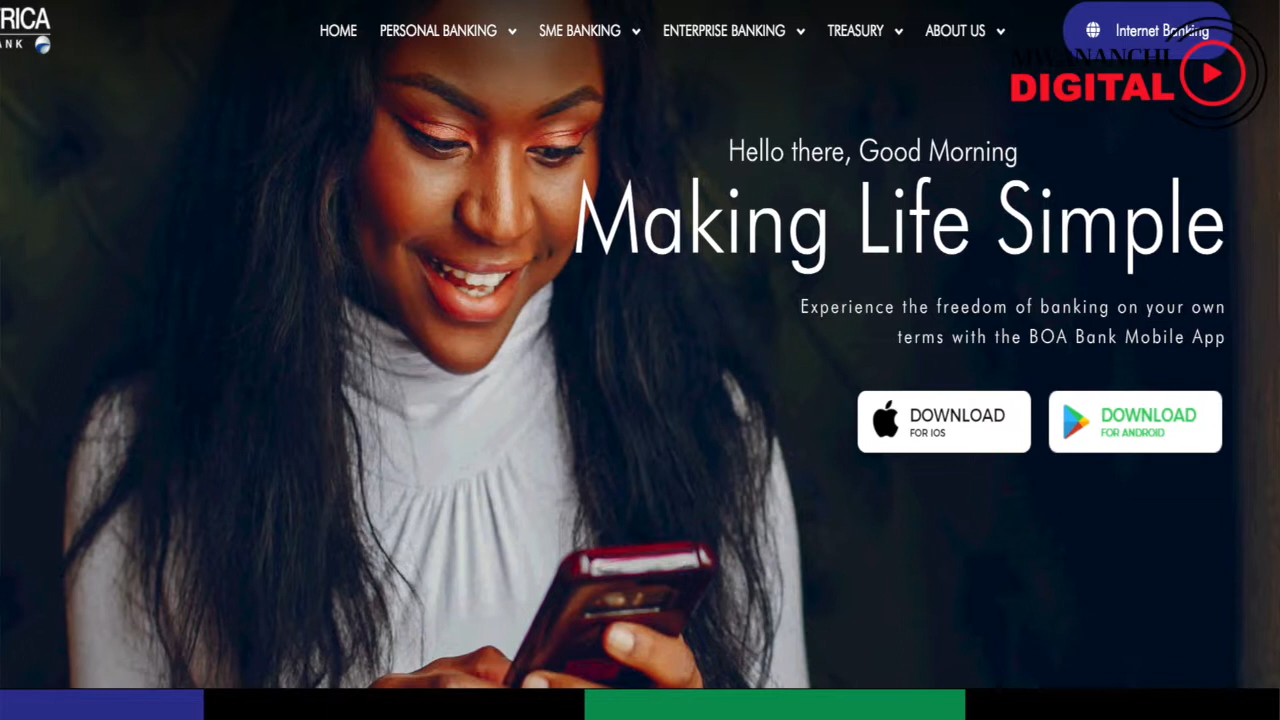 RICA
ANK
HOME PERSONAL BANKING SME BANKING ENTERPRISE BANKING TREASURY ABOUT US Internet Banking
MWANANCHI
DIGITAL
Hello there, Good Morning
Making Life Simple
Experience the freedom of banking on your own
terms with the BOA Bank Mobile App
DOWNLOAD
FOR IOS
DOWNLOAD
FOR ANDROID